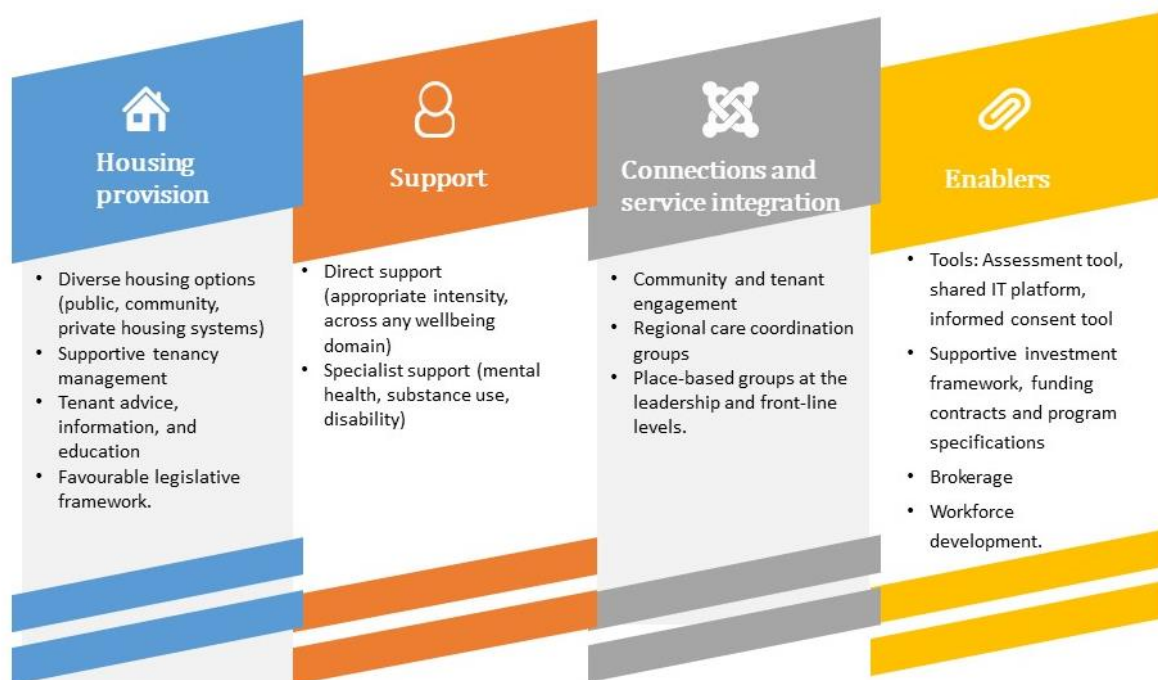 Housing
provision
• Diverse housing options
(public, community,
private housing systems)
• Supportive tenancy
management
• Tenant advice,
information, and
education
• Favourable legislative
framework.
Support
• Direct support
(appropriate intensity,
across any wellbeing
domain)
• Specialist support (mental
health, substance use,
disability)
Connections and
service integration
• Community and tenant
engagement
• Regional care coordination
groups
• Place-based groups at the
leadership and front-line
levels.
Enablers
• Tools: Assessment tool,
shared IT platform,
informed consent tool
• Supportive investment
framework, funding
contracts and program
specifications
• Brokerage
• Workforce
development.